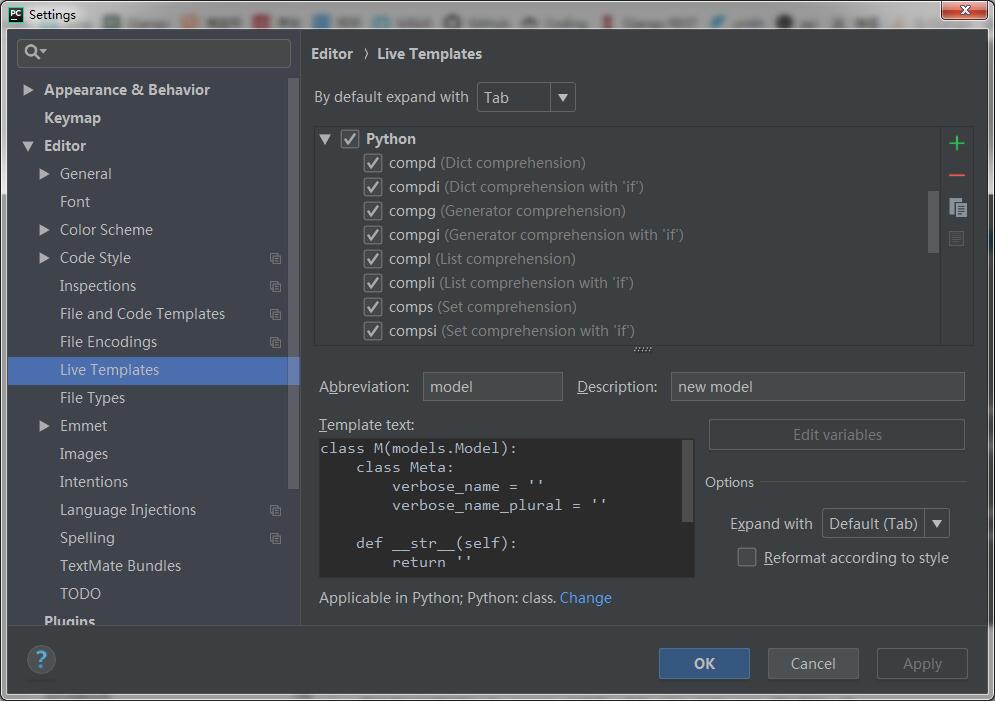 PC Settings
Editor › Live Templates
Appearance & Behavior
Keymap
Editor
General
Font
Color Scheme
Code Style
Inspections
File and Code Templates
File Encodings
Live Templates
File Types
Emmet
Images
Intentions
Language Injections
Spelling
TextMate Bundles
TODO
Plugins
By default expand with Tab
Python
compd (Dict comprehension)
compdi (Dict comprehension with 'if')
compg (Generator comprehension)
compgi (Generator comprehension with 'if')
compl (List comprehension)
compli (List comprehension with 'if')
comps (Set comprehension)
compsi (Set comprehension with 'if')
Abbreviation: model Description: new model
Template text:
class M(models.Model):
    class Meta:
        verbose_name = ''
        verbose_name_plural = ''
    def __str__(self):
        return ''
Edit variables
Options
Expand with Default (Tab)
Reformat according to style
Applicable in Python; Python: class. Change
? OK Cancel Apply